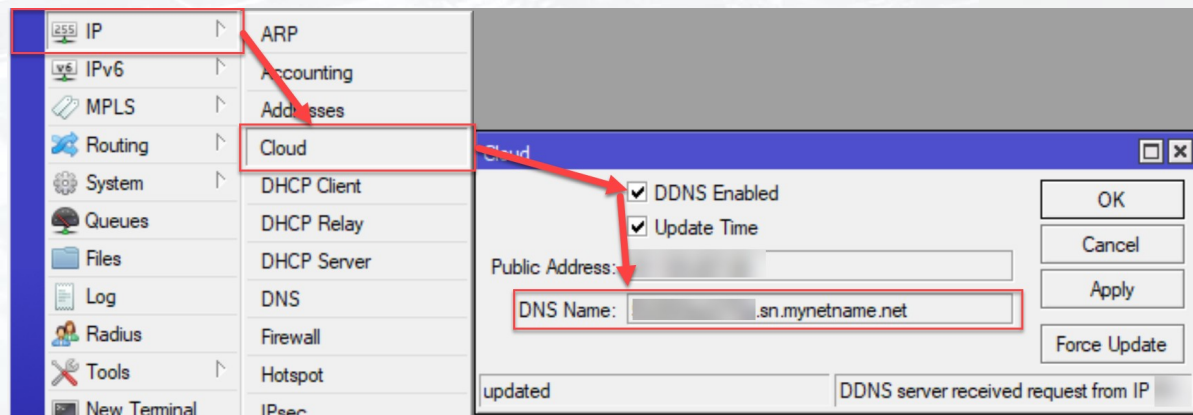 IP
IPv6
MPLS
Routing
System
Queues
Files
Log
Radius
Tools
New Terminal
ARP
Accounting
Addresses
Cloud
DHCP Client
DHCP Relay
DHCP Server
DNS
Firewall
Hotspot
IPsec
Cloud
DDNS Enabled
Update Time
Public Address:
DNS Name: .sn.mynetname.net
OK
Cancel
Apply
Force Update
updated
DDNS server received request from IP